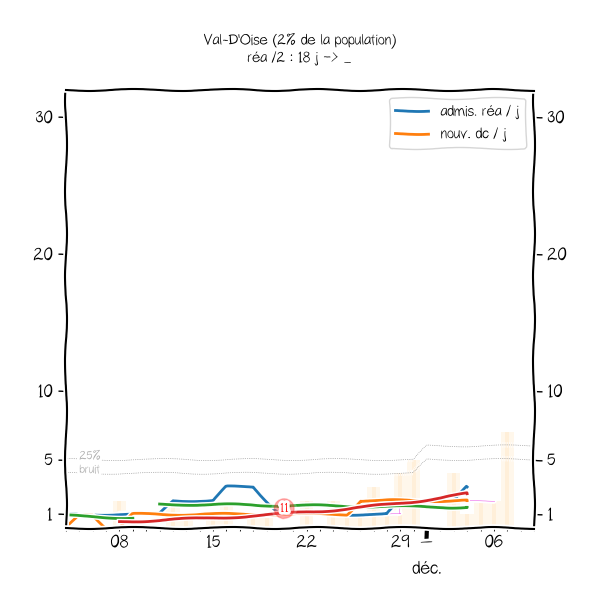 Val-D'Oise (2% de la population)
réa /2 : 18 j -> _
admis. réa / j
nouv. dc / j
30 30
20 20
10 10
25%
5 5
bruit
11
1 1
08 15 22 29 06
déc.